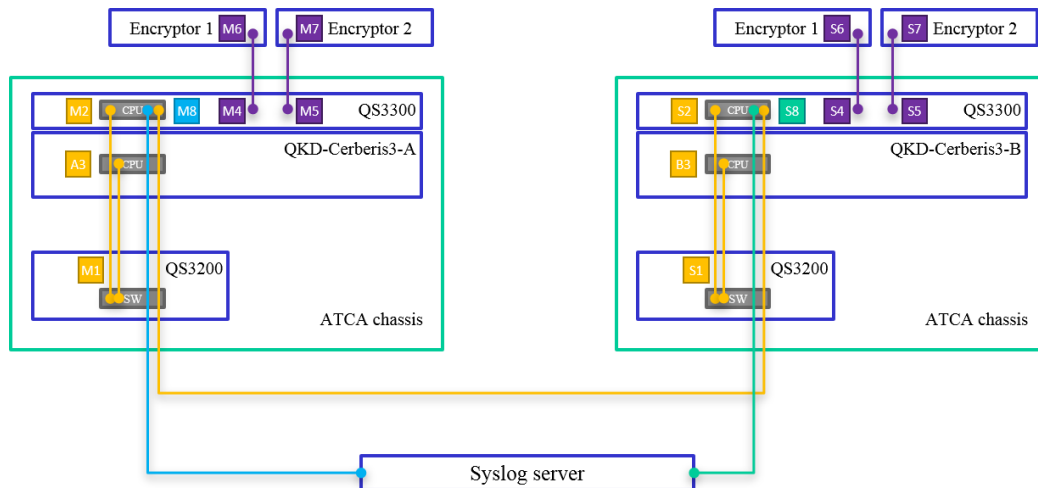 Encryptor 1 M6 M7 Encryptor 2 Encryptor 1 S6 S7 Encryptor 2
M2 CPU M8 M4 M5 QS3300 S2 CPU S8 S4 S5 QS3300
QKD-Cerberis3-A QKD-Cerberis3-B
A3 CPU B3 CPU
M1 QS3200 S1 QS3200
SW SW
ATCA chassis ATCA chassis
Syslog server